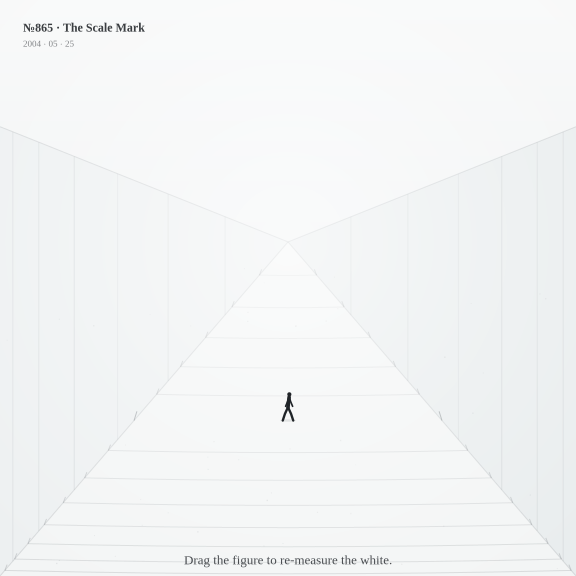 №865 · The Scale Mark
2004 · 05 · 25
Drag the figure to re-measure the white.